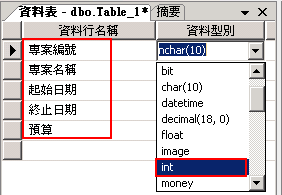 資料表 - dbo.Table_1* 摘要
資料行名稱 資料型別
專案編號 nchar(10)
專案名稱
起始日期
終止日期
預算
bit
char(10)
datetime
decimal(18, 0)
float
image
int
money